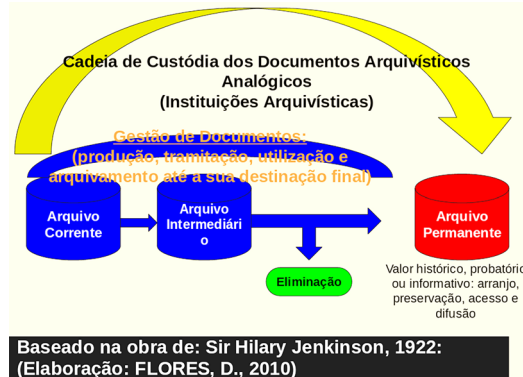 Cadeia de Custódia dos Documentos Arquivísticos
Analógicos
(Instituições Arquivísticas)
Gestão de Documentos:
(produção, tramitação, utilização e
arquivamento até a sua destinação final)
Arquivo
Corrente
Arquivo
Intermediári
o
Arquivo
Permanente
Eliminação
Valor histórico, probatório
ou informativo: arranjo,
preservação, acesso e
difusão
Baseado na obra de: Sir Hilary Jenkinson, 1922:
(Elaboração: FLORES, D., 2010)